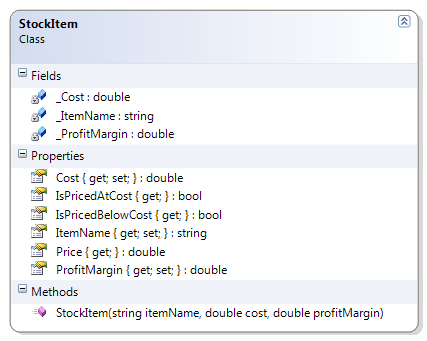 StockItem
Class
Fields
_Cost : double
_ItemName : string
_ProfitMargin : double
Properties
Cost { get; set; } : double
IsPricedAtCost { get; } : bool
IsPricedBelowCost { get; } : bool
ItemName { get; set; } : string
Price { get; } : double
ProfitMargin { get; set; } : double
Methods
StockItem(string itemName, double cost, double profitMargin)